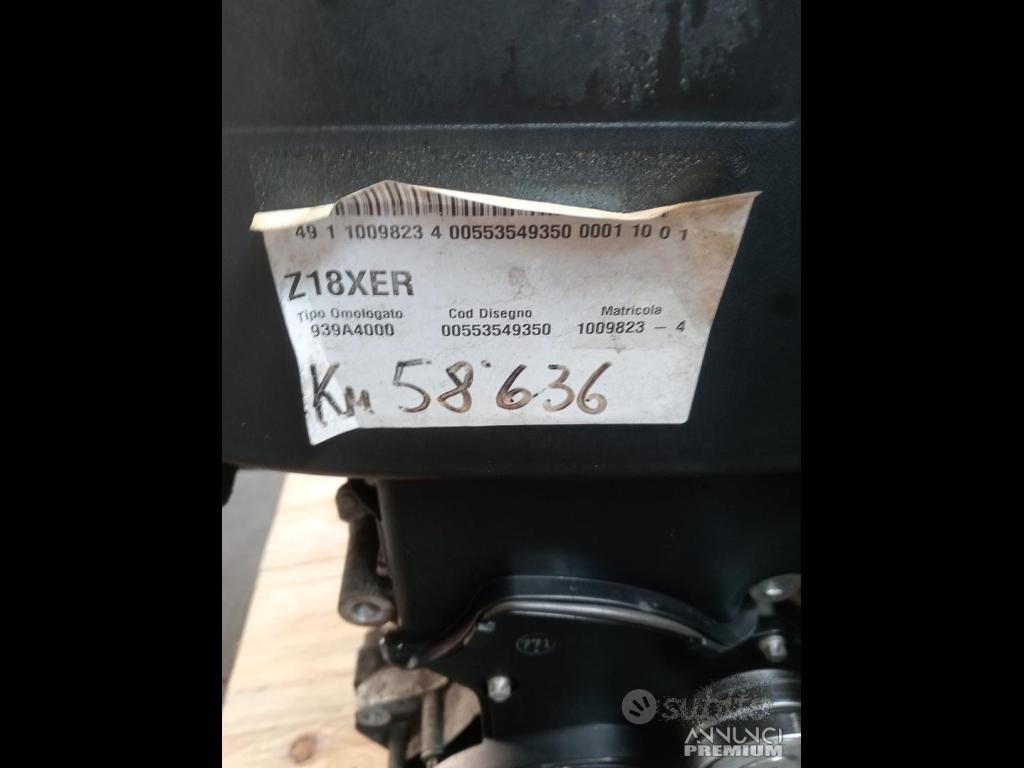 49 1 1009823 4 00553549350 0001 10 0 1
Z18XER
Tipo Omologato Cod Disegno Matricola
939A4000 00553549350 1009823 - 4
KM 58636
subito
ANNUNCI
PREMIUM